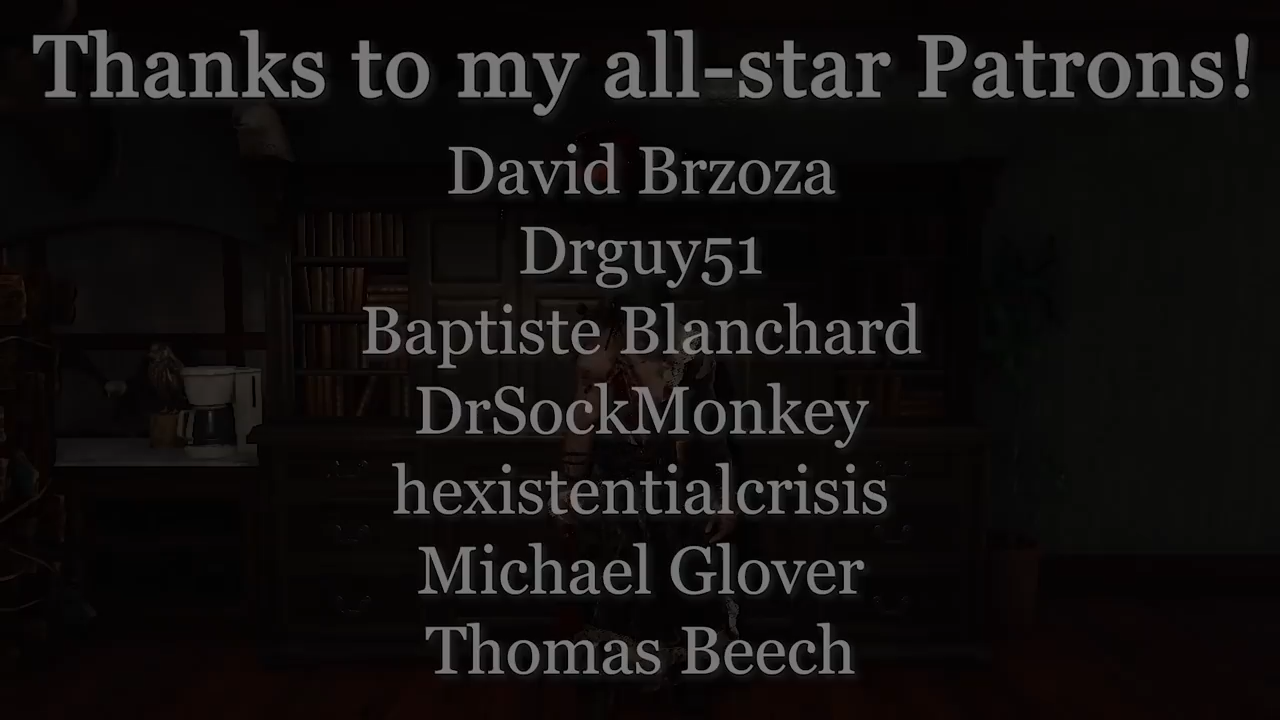 Thanks to my all-star Patrons!
David Brzoza
Drguy51
Baptiste Blanchard
DrSockMonkey
hexistentialcrisis
Michael Glover
Thomas Beech